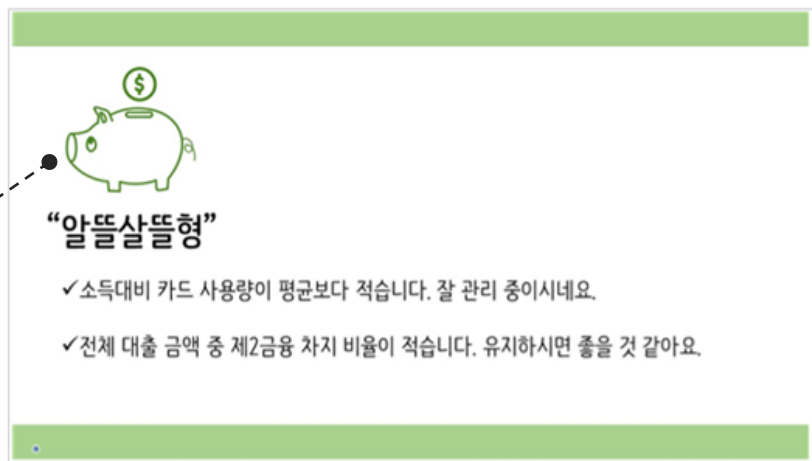 $
“알뜰살뜰형”
✓소득대비 카드 사용량이 평균보다 적습니다. 잘 관리 중이시네요.
✓전체 대출 금액 중 제2금융 차지 비율이 적습니다. 유지하시면 좋을 것 같아요.